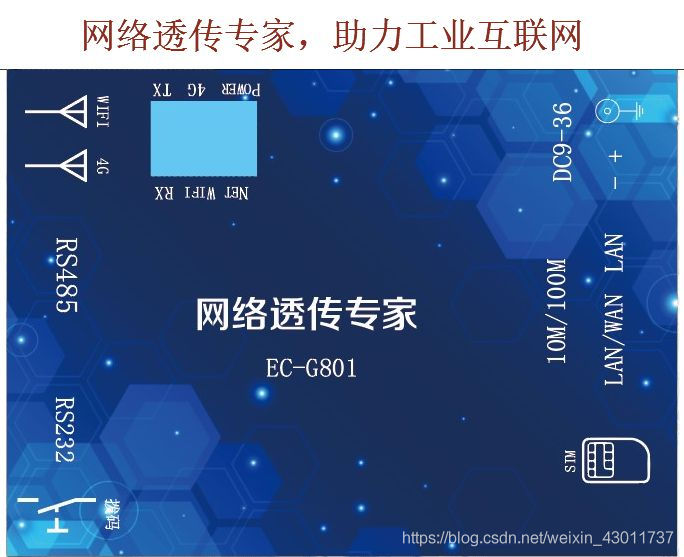 网络透传专家，助力工业互联网
TX 4G POWER
WIFI
4G
RX WIFI NET
DC9-36
- +
RS485
网络透传专家
EC-G801
10M/100M
LAN/WAN LAN
RS232
SIM
拨码
https://blog.csdn.net/weixin_43011737